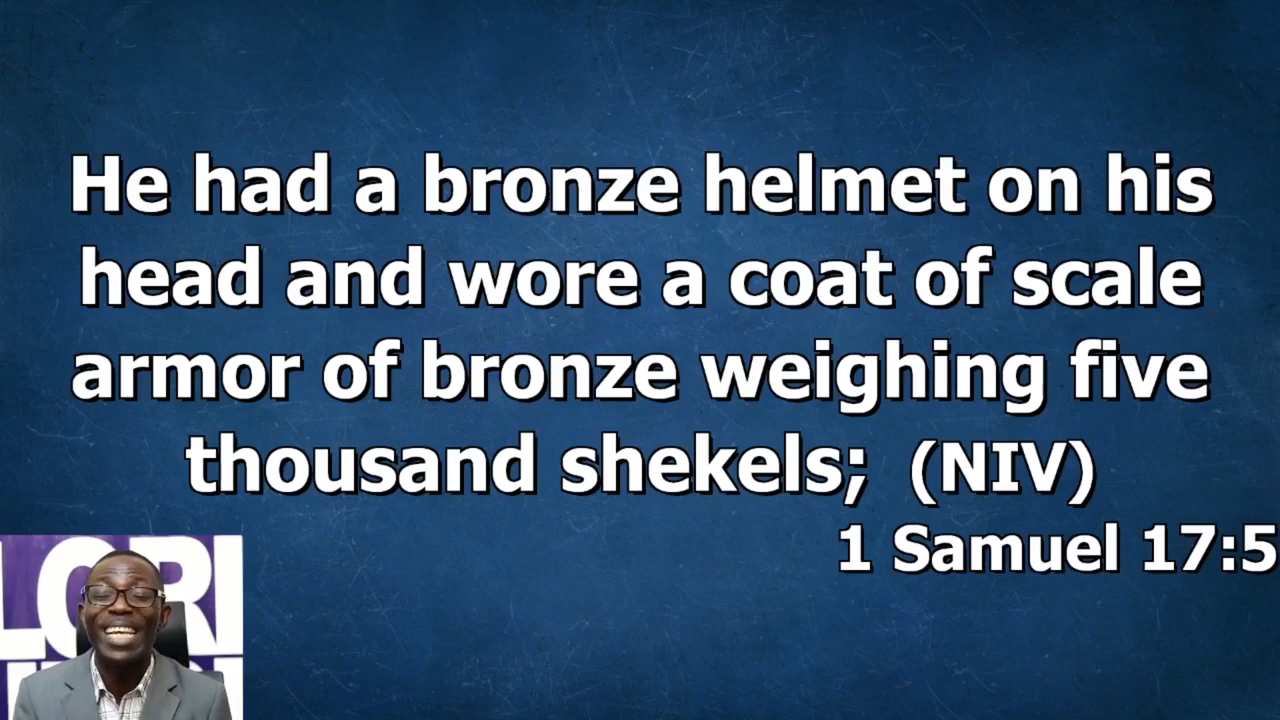 He had a bronze helmet on his
head and wore a coat of scale
armor of bronze weighing five
thousand shekels; (NIV)
1 Samuel 17:5